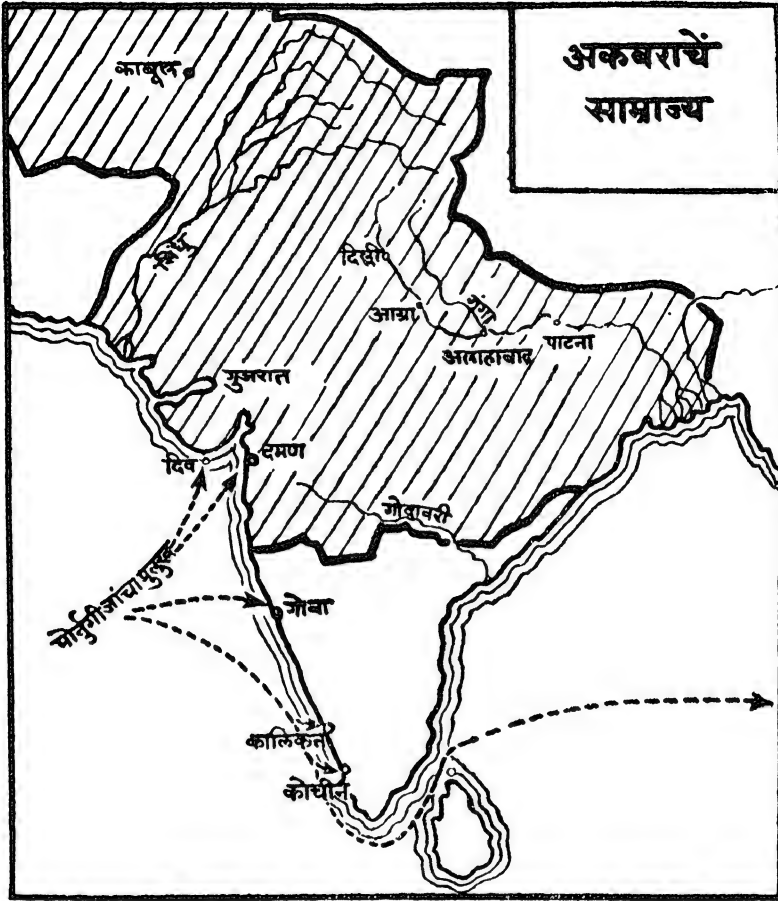 अकबराचें
साम्राज्य
काबूल
सिंधु
दिल्ली
गंगा
आग्रा
अलाहाबाद
पाटना
गुजरात
दिव
दमण
गोदावरी
पोर्तुगीजांचा मुलुख
गोवा
कालिकत
कोचीन